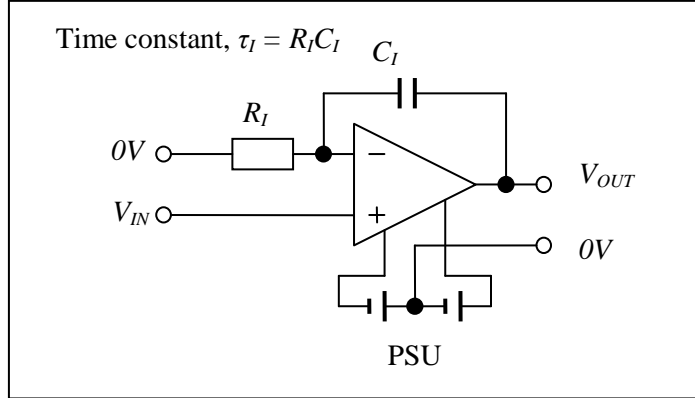 Time constant, τI = RICI
CI
RI
0V
−
VOUT
VIN
+
0V
PSU